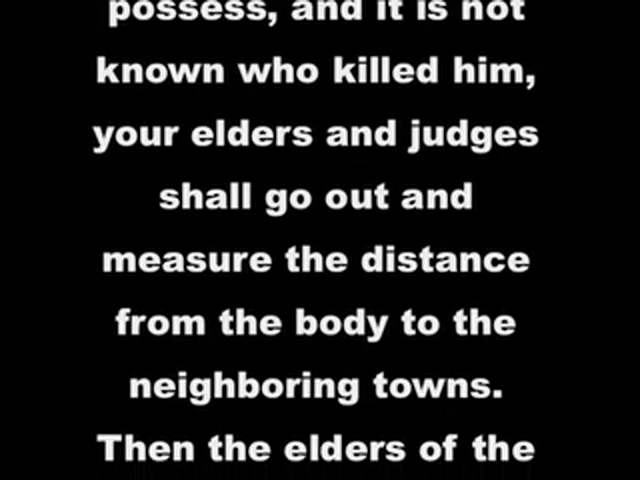 possess, and it is not
known who killed him,
your elders and judges
shall go out and
measure the distance
from the body to the
neighboring towns.
Then the elders of the